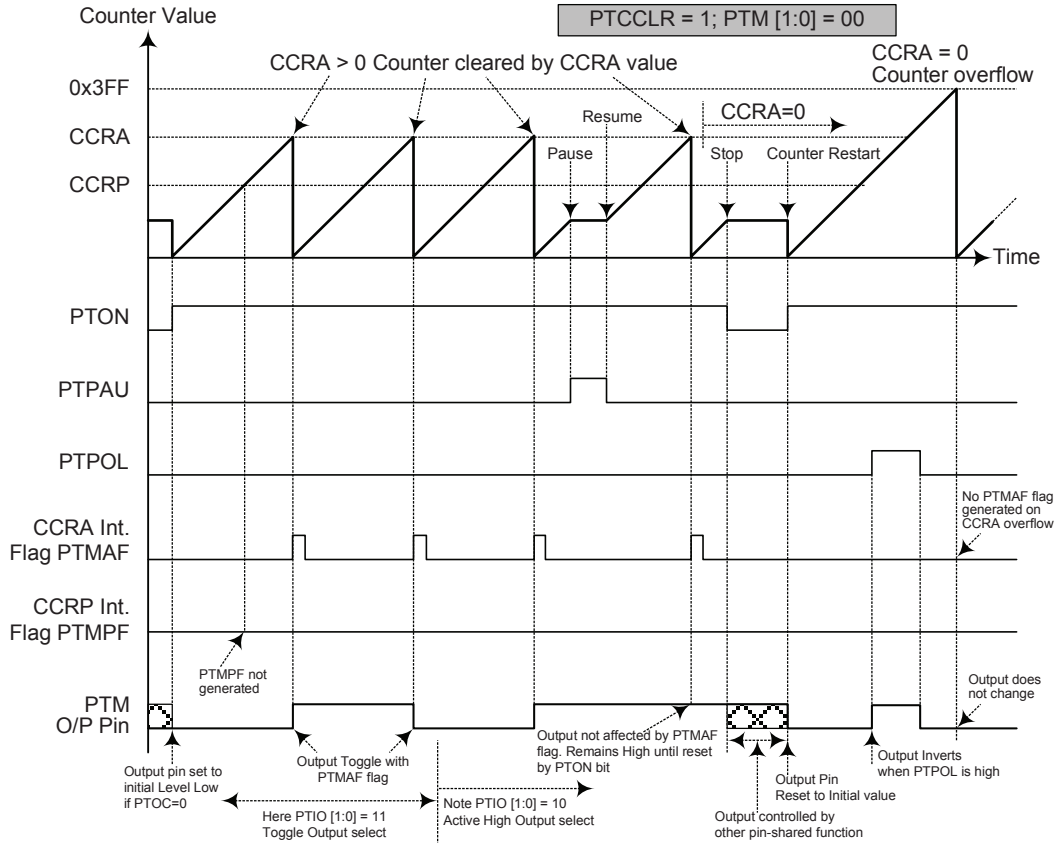 Counter Value
PTCCLR = 1; PTM [1:0] = 00
CCRA > 0 Counter cleared by CCRA value
CCRA = 0
Counter overflow
0x3FF
CCRA
CCRP
Resume
CCRA=0
Pause
Stop
Counter Restart
Time
PTON
PTPAU
PTPOL
No PTMAF flag
generated on
CCRA overflow
CCRA Int.
Flag PTMAF
CCRP Int.
Flag PTMPF
PTMPF not
generated
Output does
not change
PTM
O/P Pin
Output pin set to
initial Level Low
if PTOC=0
Output Toggle with
PTMAF flag
Output not affected by PTMAF
flag. Remains High until reset
by PTON bit
Output Pin
Reset to Initial value
Output Inverts
when PTPOL is high
Here PTIO [1:0] = 11
Toggle Output select
Note PTIO [1:0] = 10
Active High Output select
Output controlled by
other pin-shared function